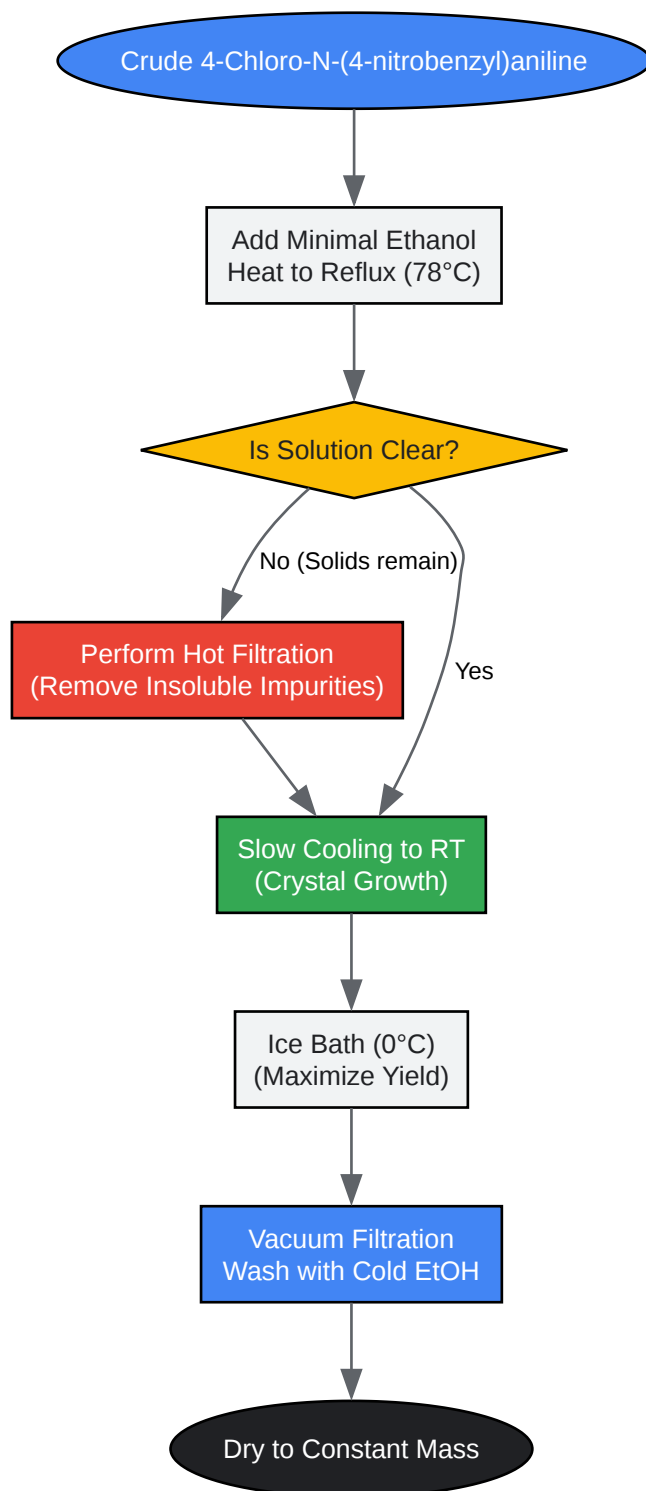 Crude 4-Chloro-N-(4-nitrobenzyl)aniline
Add Minimal Ethanol
Heat to Reflux (78°C)
Is Solution Clear?
No (Solids remain)
Perform Hot Filtration
(Remove Insoluble Impurities)
Yes
Slow Cooling to RT
(Crystal Growth)
Ice Bath (0°C)
(Maximize Yield)
Vacuum Filtration
Wash with Cold EtOH
Dry to Constant Mass